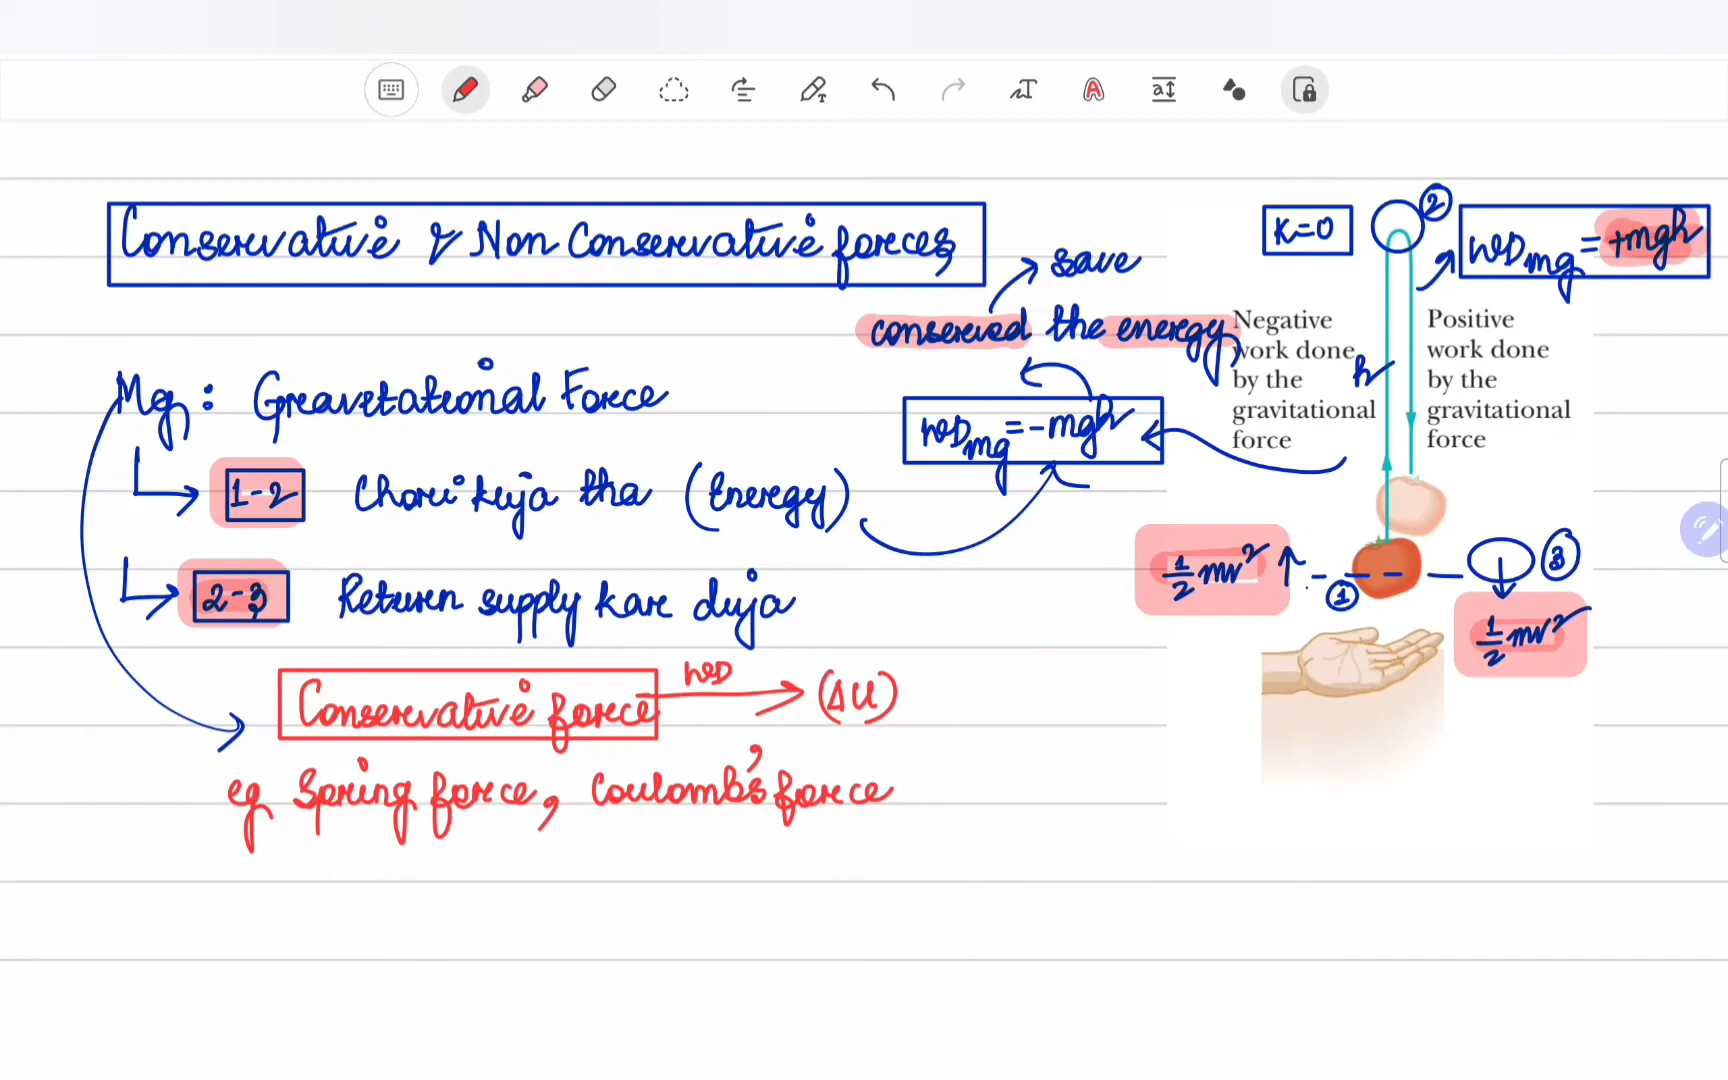 Conservative & Non Conservative forces
save
conserved the energy
Mg : Gravitational Force
WD mg = -mgh
1-2 Chori kiya tha (Energy)
2-3 Return supply kare diya
Conservative force WD (ΔU)
eg Spring force, Coulomb's force
K=0
2
WD mg = +mgh
Negative
work done
by the
gravitational
force
h
Positive
work done
by the
gravitational
force
1/2 mv²
1
3
1/2 mv²